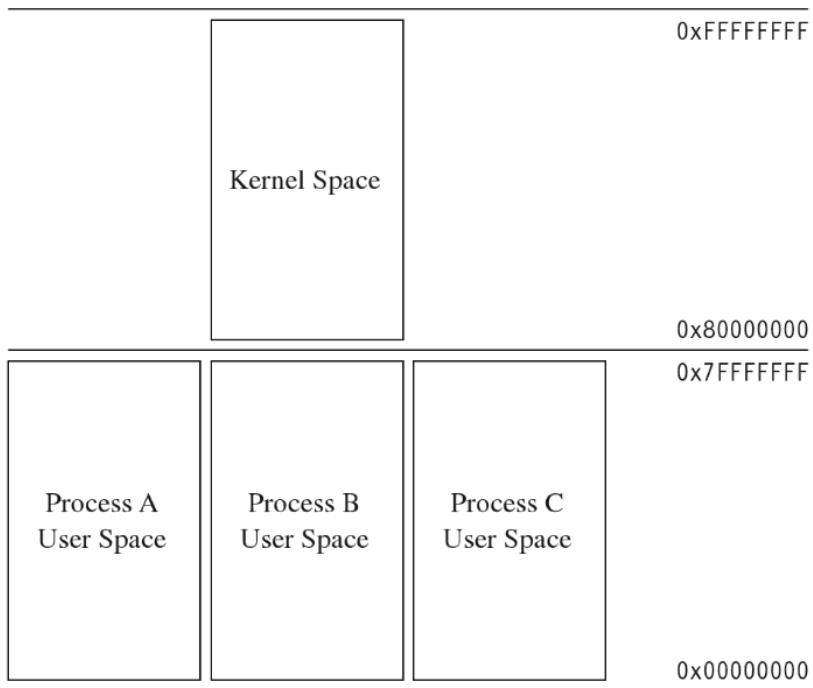 0xFFFFFFFF
Kernel Space
0x80000000
0x7FFFFFFF
Process A
User Space
Process B
User Space
Process C
User Space
0x00000000